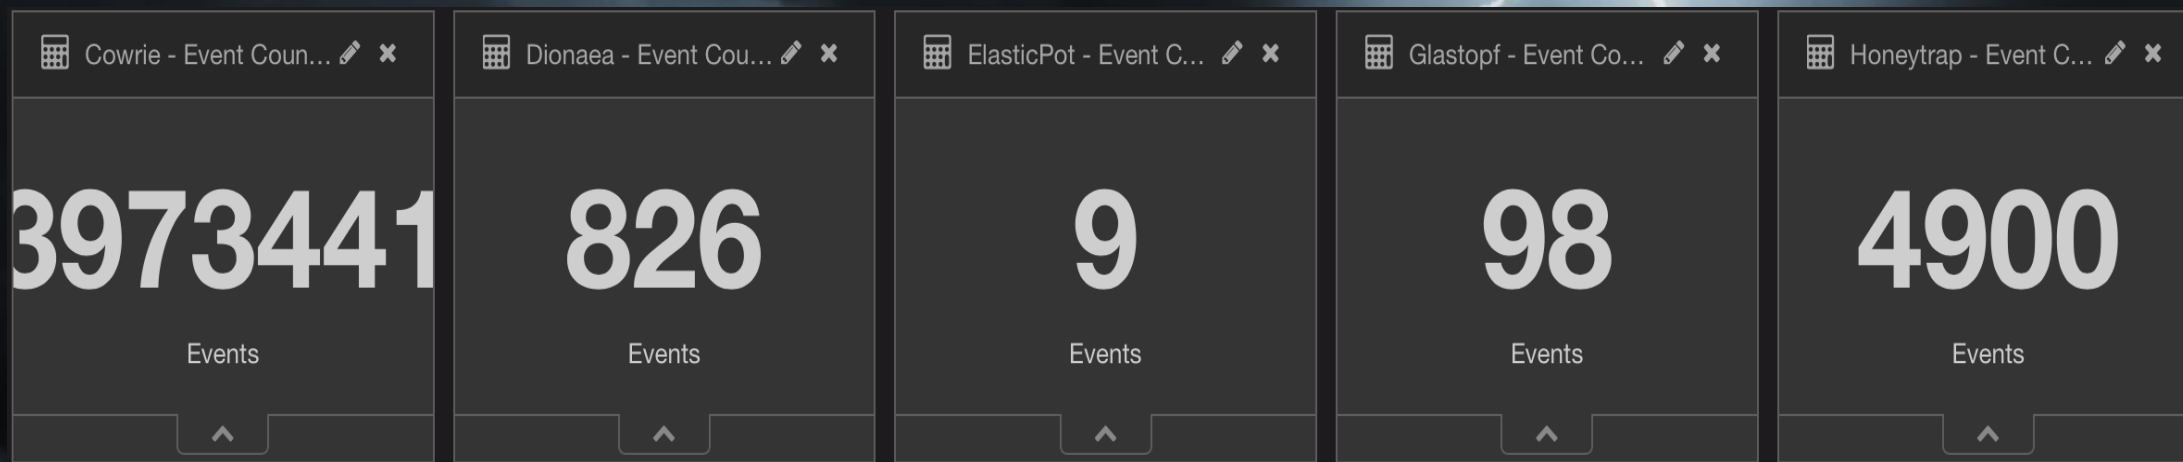 Cowrie - Event Coun...
Dionaea - Event Cou...
ElasticPot - Event C...
Glastopf - Event Co...
Honeytrap - Event C...
3973441
826
9
98
4900
Events
Events
Events
Events
Events